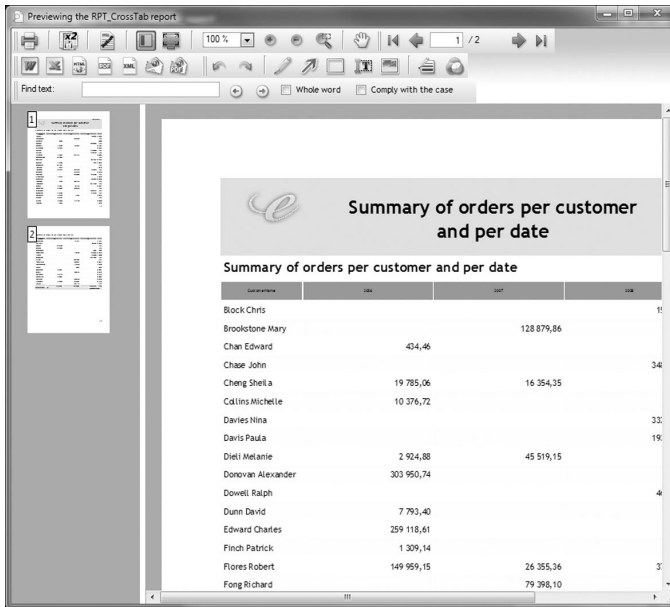 Previewing the RPT_CrossTab report
100 %
1 / 2
Find text:
Whole word
Comply with the case
1
2
Summary of orders per customer
and per date
Summary of orders per customer and per date
2007
Block Chris
Brookstone Mary 128 879,86
Chan Edward 434,46
Chase John
Cheng Sheila 19 785,06 16 354,35
Collins Michelle 10 376,72
Davies Nina
Davis Paula
Dieli Melanie 2 924,88 45 519,15
Donovan Alexander 303 950,74
Dowell Ralph
Dunn David 7 793,40
Edward Charles 259 118,61
Finch Patrick 1 309,14
Flores Robert 149 959,15 26 355,36
Fong Richard 79 398,10